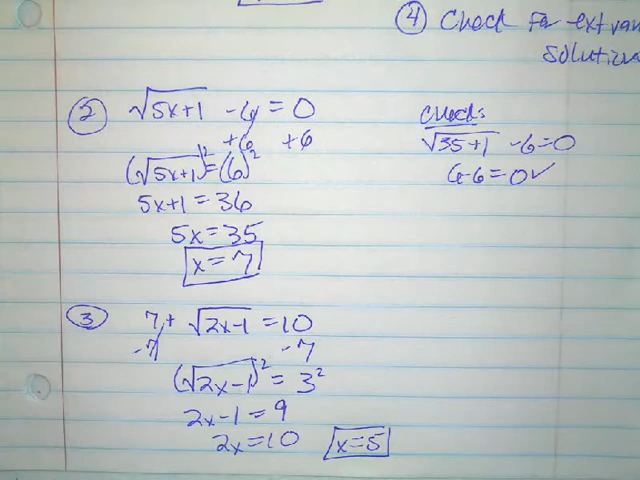 ④ Check For extran
solution
② √5x+1 - 6 = 0
+6 +6
(√5x+1)² = (6)²
5x+1 = 36
5x = 35
x = 7
Check:
√35+1 - 6 = 0
6-6 = 0 ✓
③ 7 + √2x-1 = 10
-7 -7
(√2x-1)² = 3²
2x-1 = 9
2x = 10 x = 5